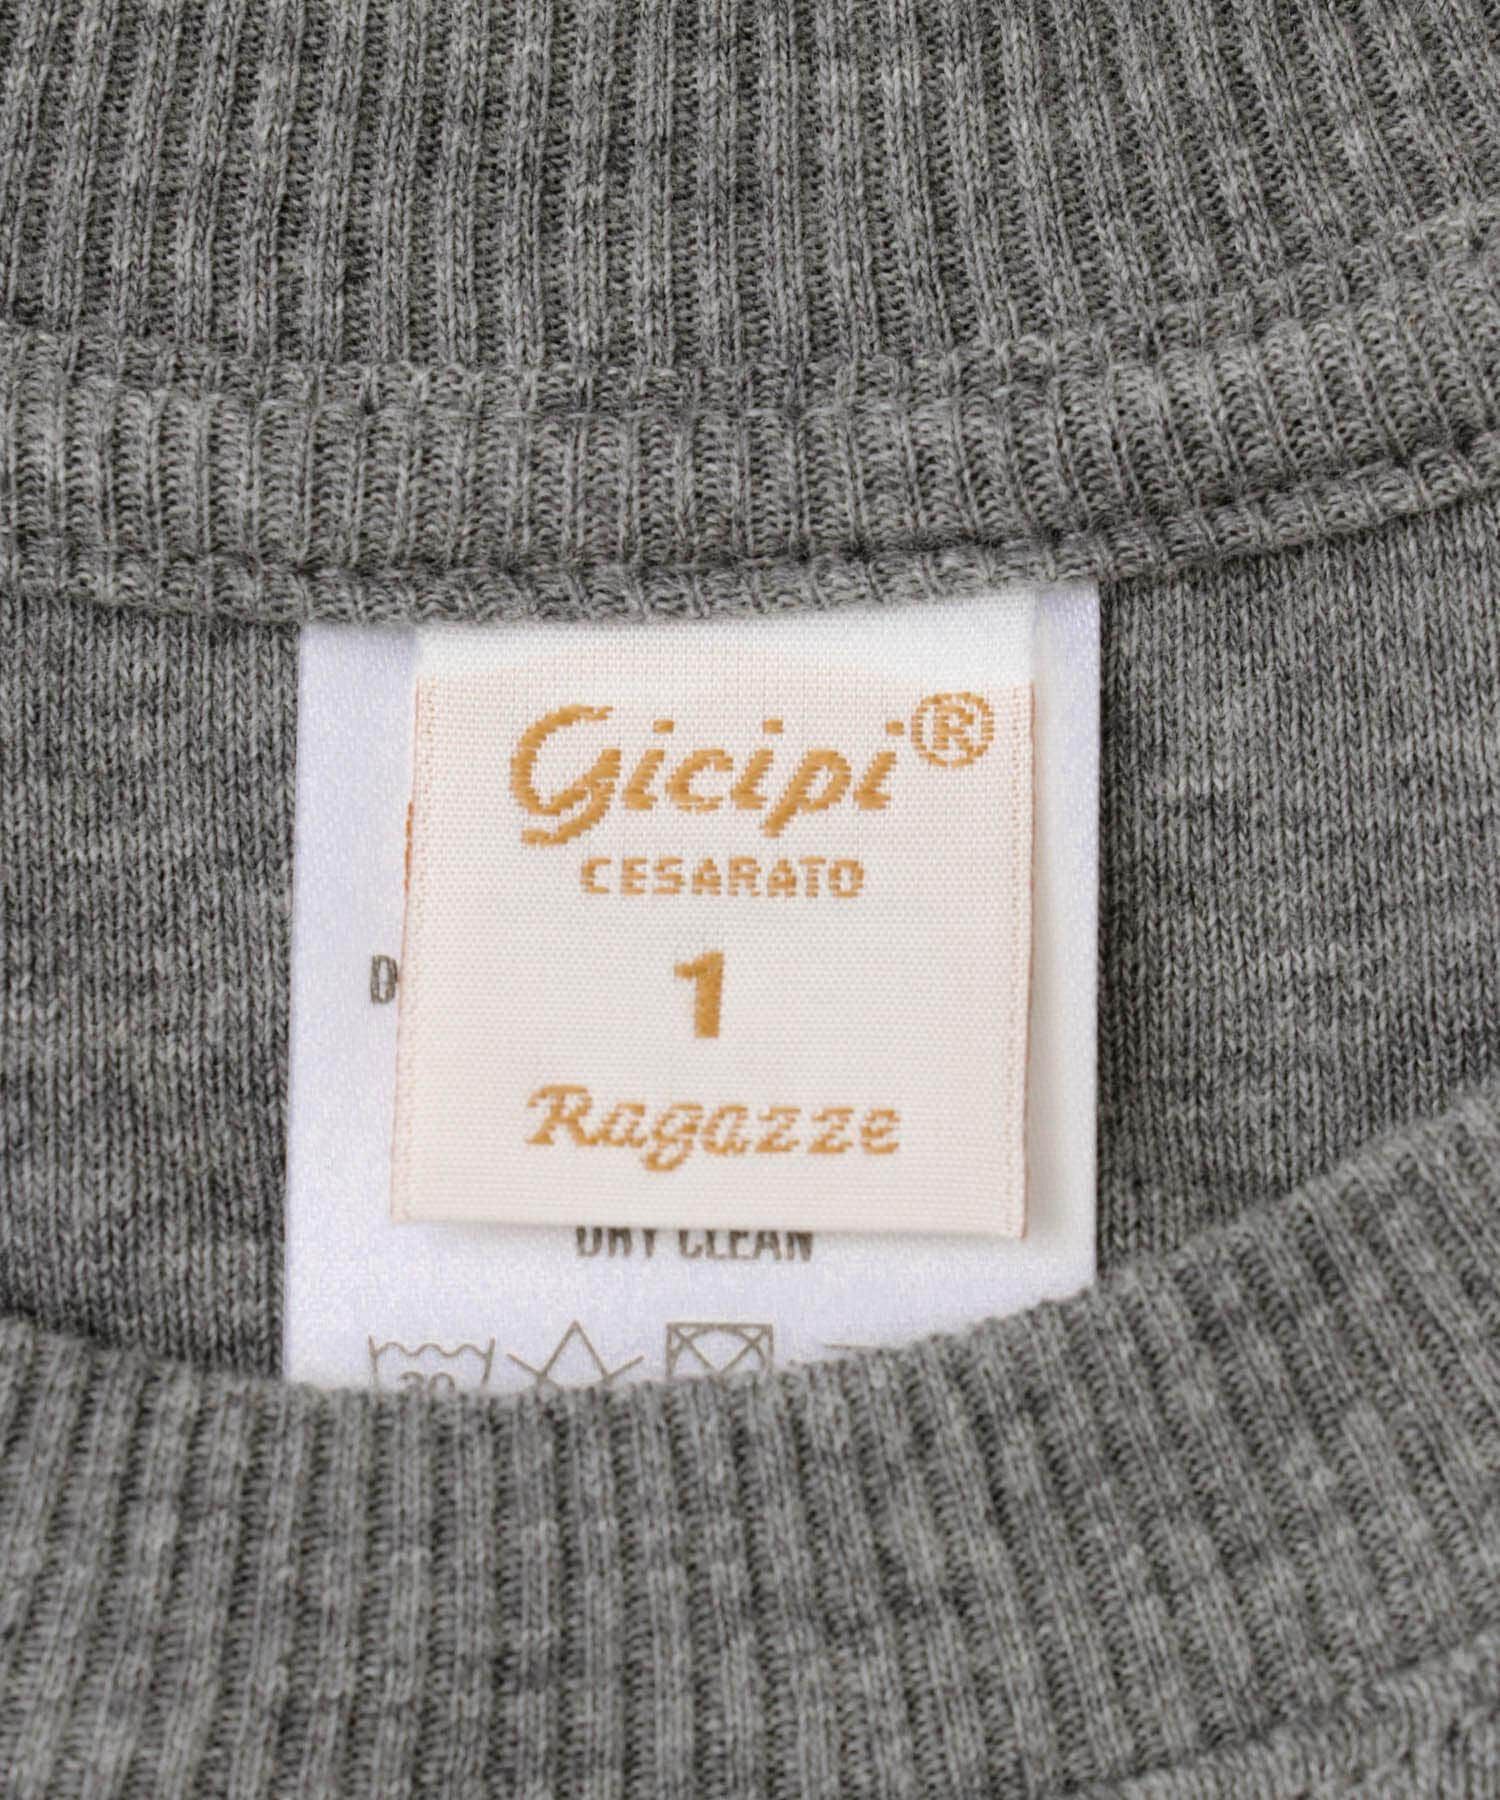 Gicipi®
CESARATO
1
Ragazze
DRY CLEAN